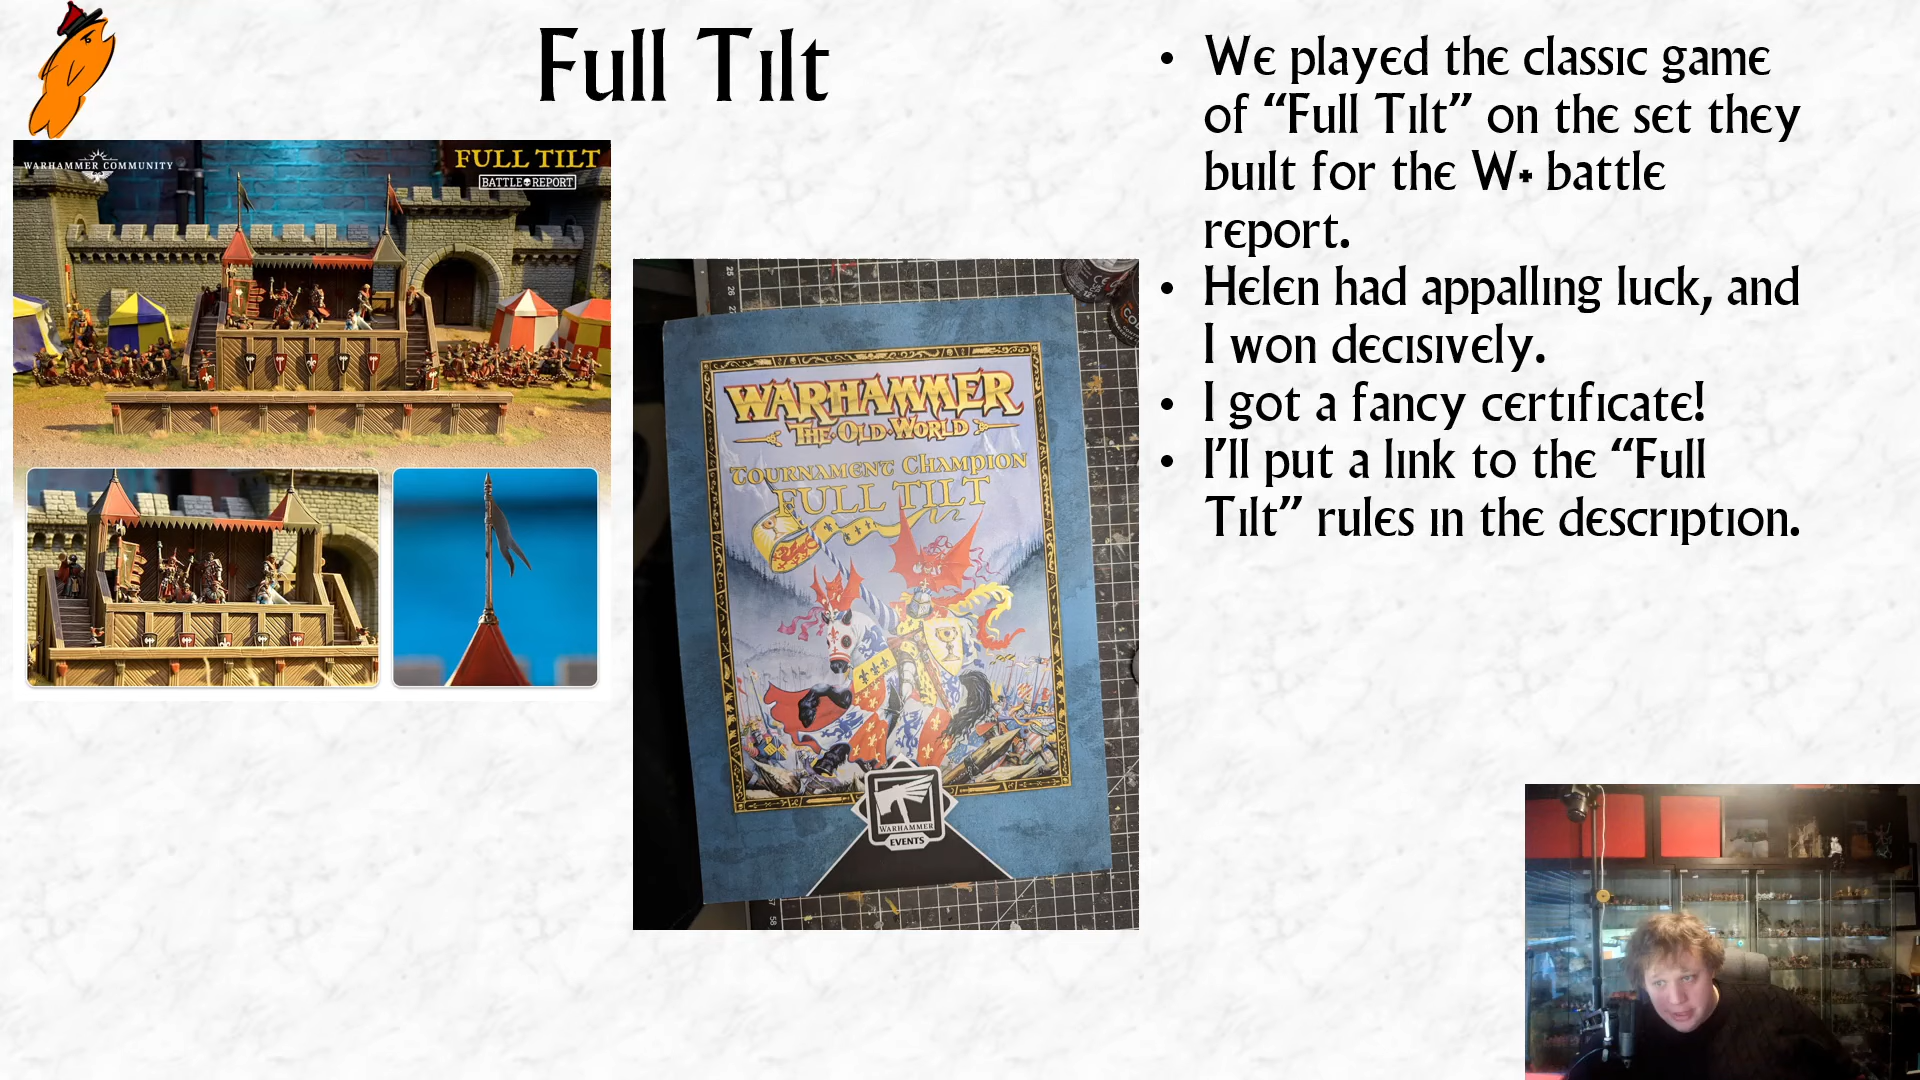 Full Tilt
WARHAMMER COMMUNITY
FULL TILT
BATTLE REPORT
WARHAMMER
THE OLD WORLD
TOURNAMENT CHAMPION
FULL TILT
WARHAMMER
EVENTS
• We played the classic game
of “Full Tilt” on the set they
built for the W+ battle
report.
• Helen had appalling luck, and
I won decisively.
• I got a fancy certificate!
• I’ll put a link to the “Full
Tilt” rules in the description.